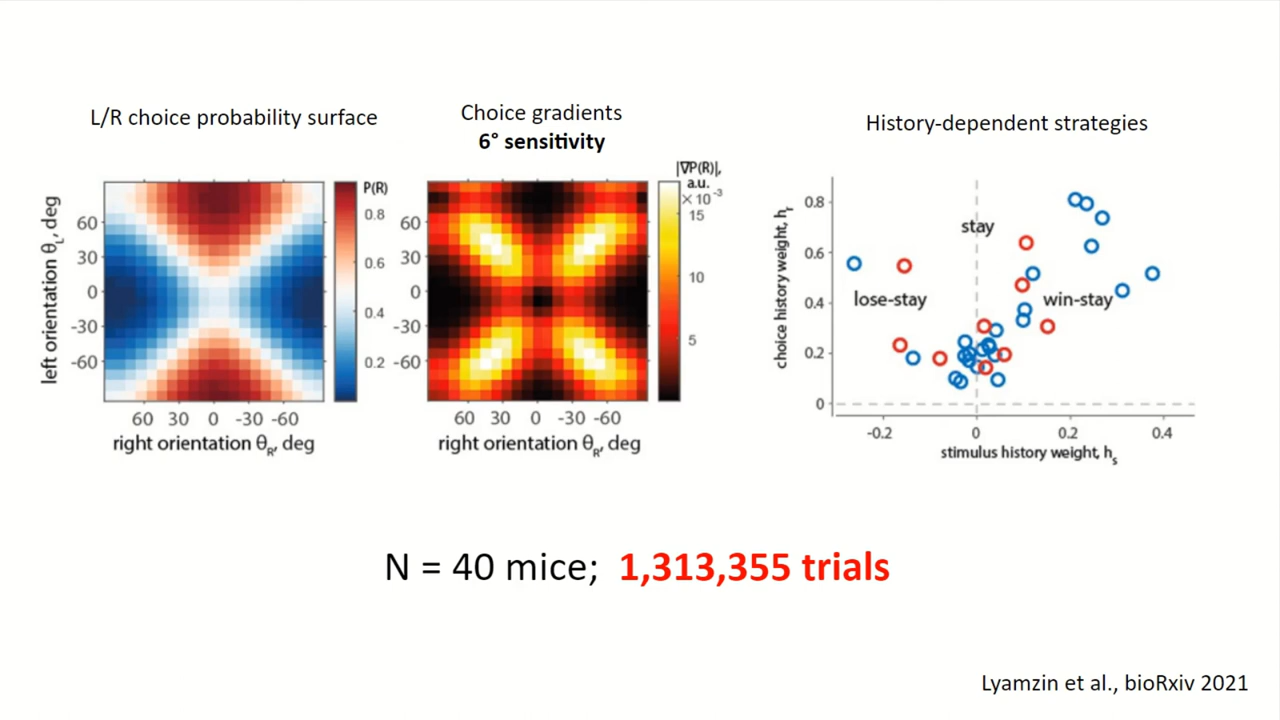 L/R choice probability surface
Choice gradients
6° sensitivity
History-dependent strategies
left orientation θL, deg
60
30
0
-30
-60
60 30 0 -30 -60
right orientation θR, deg
P(R)
0.8
0.6
0.4
0.2
60
30
0
-30
-60
60 30 0 -30 -60
right orientation θR, deg
|∇P(R)|,
a.u.
×10⁻³
15
10
5
choice history weight, hr
0.8
0.6
0.4
0.2
0
stay
lose-stay
win-stay
-0.2 0 0.2 0.4
stimulus history weight, hs
N = 40 mice; 1,313,355 trials
Lyamzin et al., bioRxiv 2021